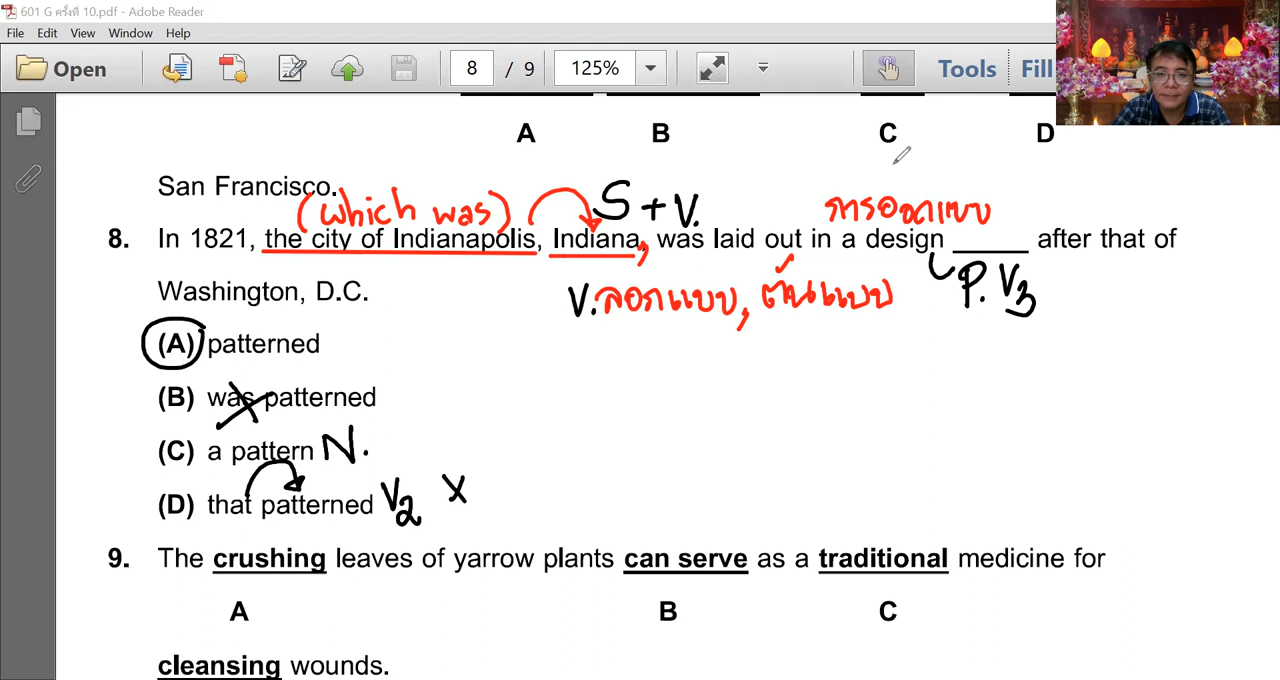 601 G ครั้งที่ 10.pdf - Adobe Reader
File Edit View Window Help
Open 8 / 9 125% Tools Fill
A B C D
San Francisco.
(which was) S + V. การออกแบบ
8. In 1821, the city of Indianapolis, Indiana, was laid out in a design ______ after that of
V. ลอกแบบ, ต้นแบบ P. V3
Washington, D.C.
(A) patterned
(B) was patterned
(C) a pattern N.
(D) that patterned V2 X
9. The crushing leaves of yarrow plants can serve as a traditional medicine for
A B C
cleansing wounds.